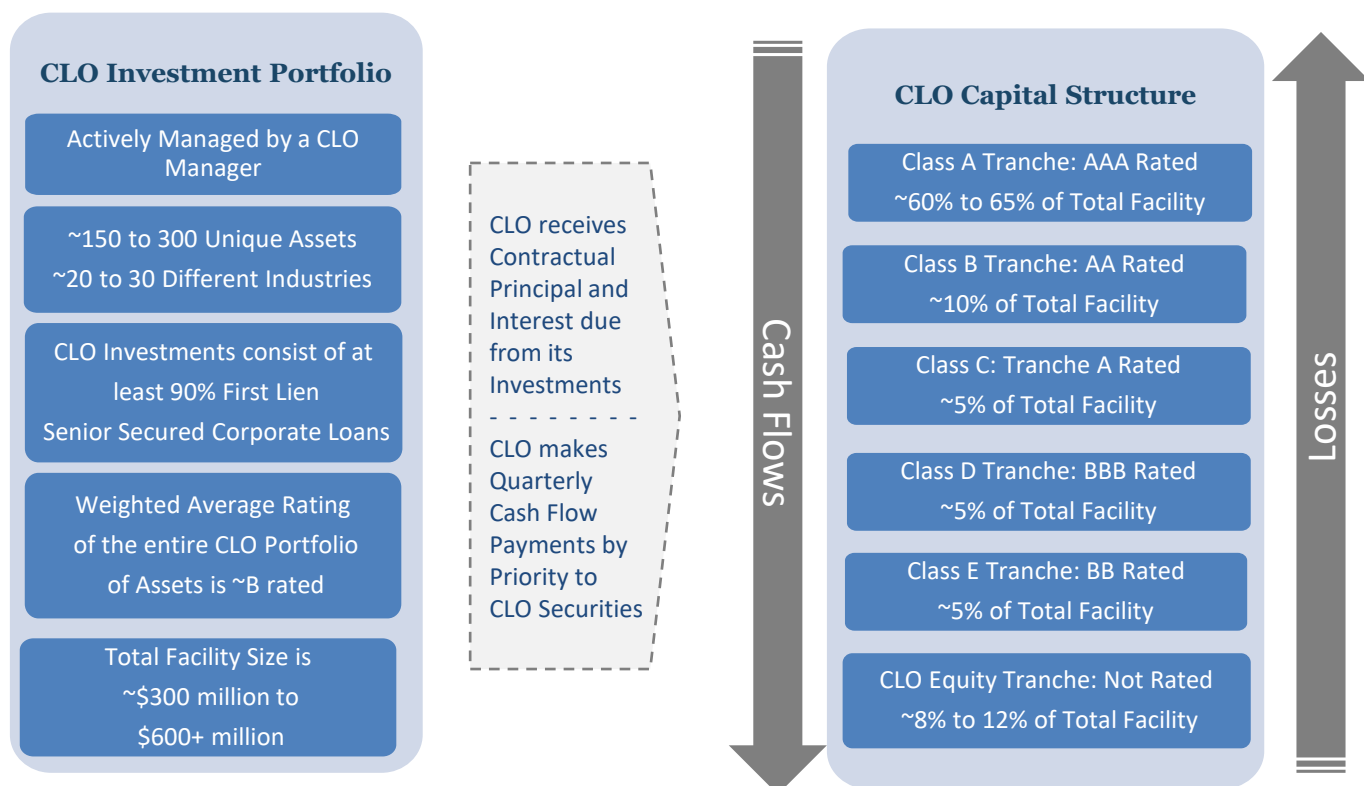 CLO Investment Portfolio
Actively Managed by a CLO
Manager
~150 to 300 Unique Assets
~20 to 30 Different Industries
CLO Investments consist of at
least 90% First Lien
Senior Secured Corporate Loans
Weighted Average Rating
of the entire CLO Portfolio
of Assets is ~B rated
Total Facility Size is
~$300 million to
$600+ million
CLO receives
Contractual
Principal and
Interest due
from its
Investments
- - - - - - - -
CLO makes
Quarterly
Cash Flow
Payments by
Priority to
CLO Securities
Cash Flows
CLO Capital Structure
Class A Tranche: AAA Rated
~60% to 65% of Total Facility
Class B Tranche: AA Rated
~10% of Total Facility
Class C: Tranche A Rated
~5% of Total Facility
Class D Tranche: BBB Rated
~5% of Total Facility
Class E Tranche: BB Rated
~5% of Total Facility
CLO Equity Tranche: Not Rated
~8% to 12% of Total Facility
Losses